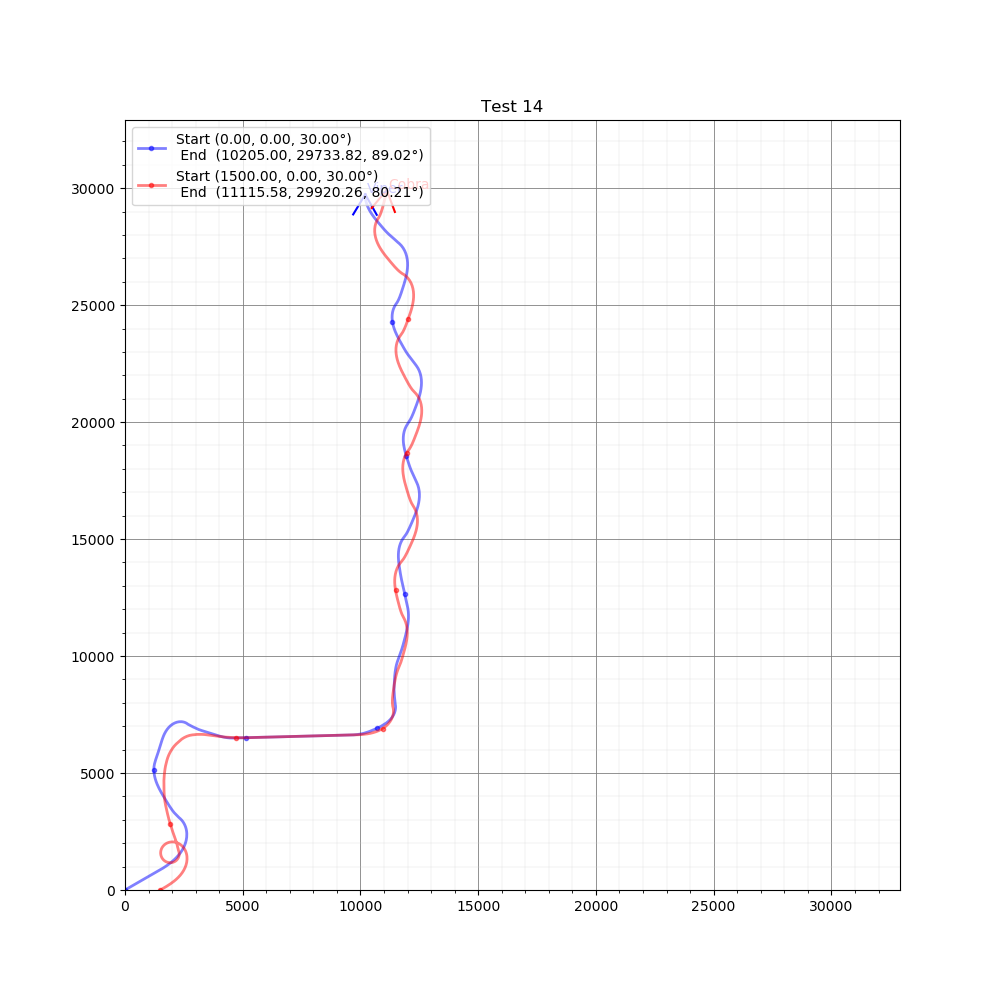 Test 14
Start (0.00, 0.00, 30.00°)
End (10205.00, 29733.82, 89.02°)
Start (1500.00, 0.00, 30.00°)
End (11115.58, 29920.26, 80.21°)
Cobra
30000
25000
20000
15000
10000
5000
0
0 5000 10000 15000 20000 25000 30000